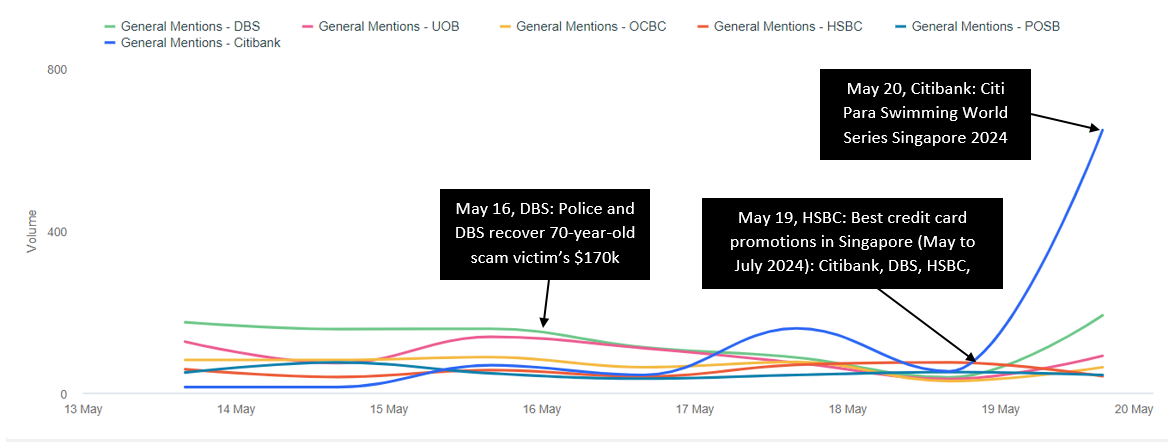 General Mentions - DBS General Mentions - UOB General Mentions - OCBC General Mentions - HSBC General Mentions - POSB
General Mentions - Citibank
800
May 20, Citibank: Citi
Para Swimming World
Series Singapore 2024
May 16, DBS: Police and
DBS recover 70-year-old
scam victim’s $170k
May 19, HSBC: Best credit card
promotions in Singapore (May to
July 2024): Citibank, DBS, HSBC,
Volume
400
0
13 May 14 May 15 May 16 May 17 May 18 May 19 May 20 May